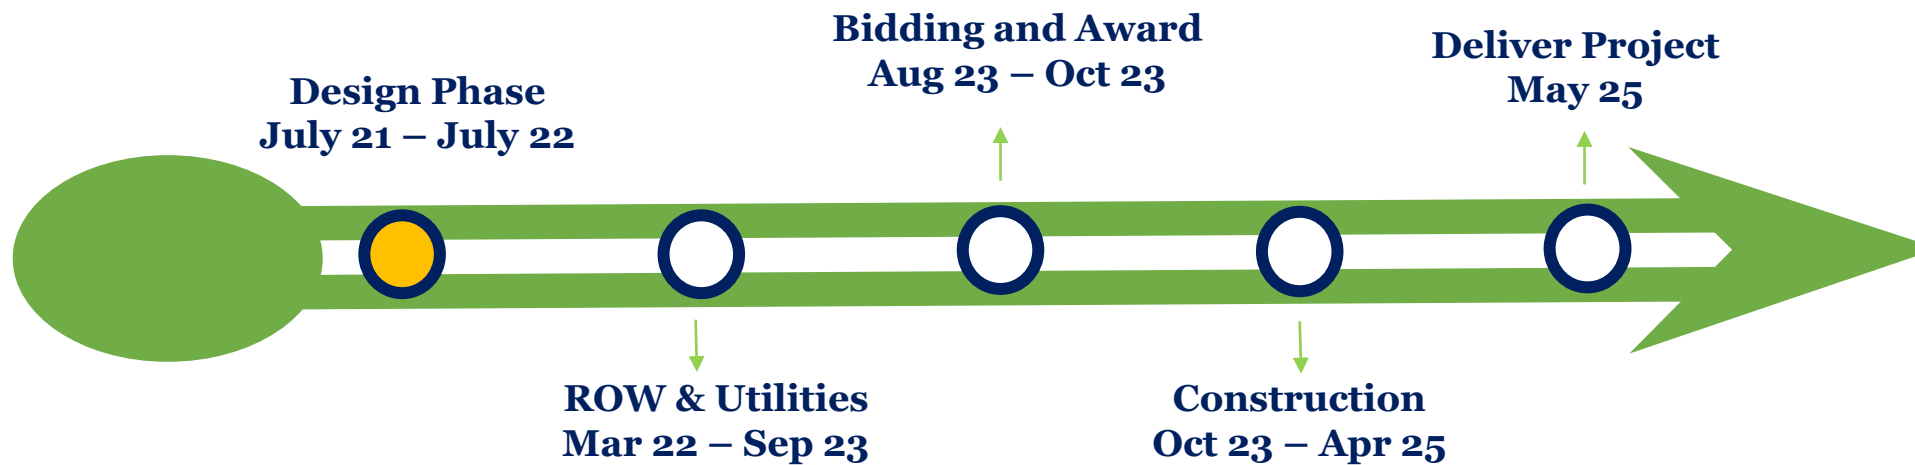 Design Phase
July 21 – July 22
ROW & Utilities
Mar 22 – Sep 23
Bidding and Award
Aug 23 – Oct 23
Construction
Oct 23 – Apr 25
Deliver Project
May 25